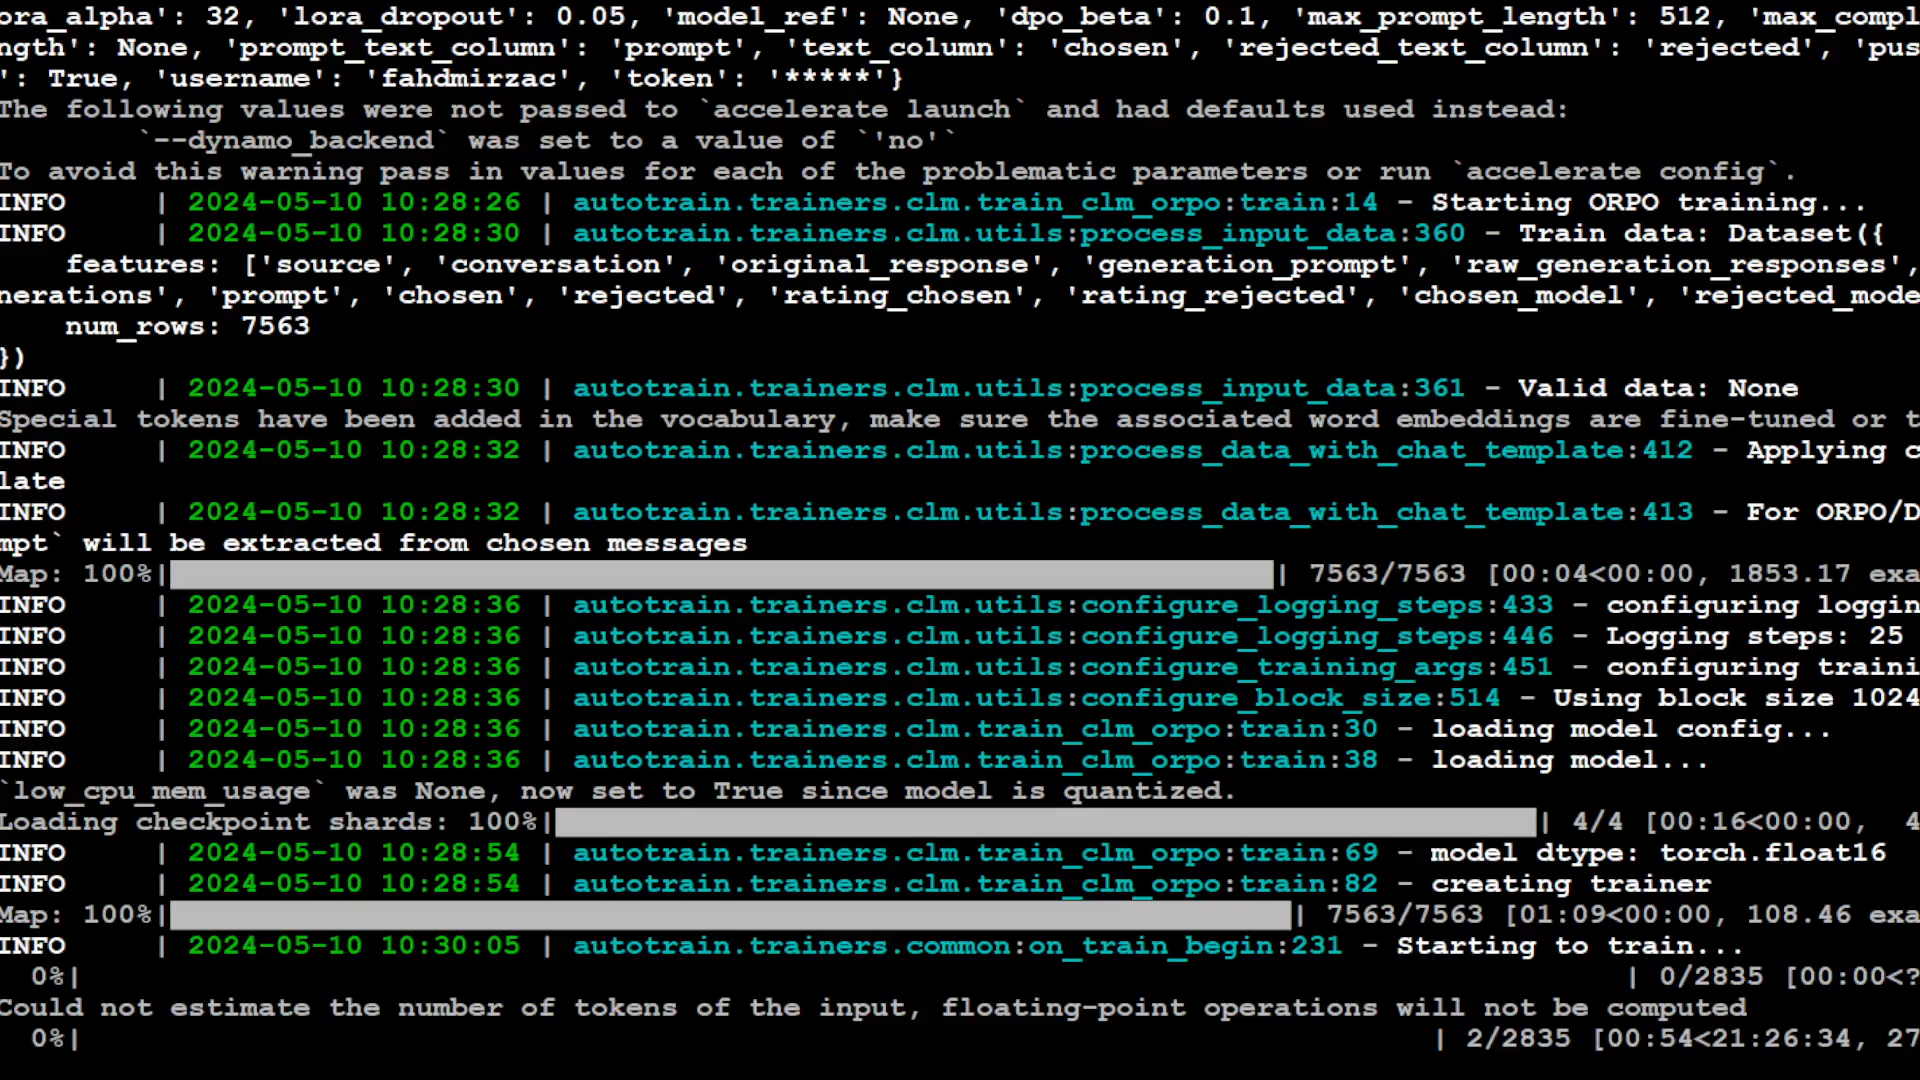 ora_alpha': 32, 'lora_dropout': 0.05, 'model_ref': None, 'dpo_beta': 0.1, 'max_prompt_length': 512, 'max_compl
ngth': None, 'prompt_text_column': 'prompt', 'text_column': 'chosen', 'rejected_text_column': 'rejected', 'pus
': True, 'username': 'fahdmirzac', 'token': '*****'}
The following values were not passed to `accelerate launch` and had defaults used instead:
`--dynamo_backend` was set to a value of `'no'`
To avoid this warning pass in values for each of the problematic parameters or run `accelerate config`.
INFO | 2024-05-10 10:28:26 | autotrain.trainers.clm.train_clm_orpo:train:14 - Starting ORPO training...
INFO | 2024-05-10 10:28:30 | autotrain.trainers.clm.utils:process_input_data:360 - Train data: Dataset({
features: ['source', 'conversation', 'original_response', 'generation_prompt', 'raw_generation_responses',
nerations', 'prompt', 'chosen', 'rejected', 'rating_chosen', 'rating_rejected', 'chosen_model', 'rejected_mode
num_rows: 7563
})
INFO | 2024-05-10 10:28:30 | autotrain.trainers.clm.utils:process_input_data:361 - Valid data: None
Special tokens have been added in the vocabulary, make sure the associated word embeddings are fine-tuned or t
INFO | 2024-05-10 10:28:32 | autotrain.trainers.clm.utils:process_data_with_chat_template:412 - Applying c
late
INFO | 2024-05-10 10:28:32 | autotrain.trainers.clm.utils:process_data_with_chat_template:413 - For ORPO/D
mpt` will be extracted from chosen messages
Map: 100%| | 7563/7563 [00:04<00:00, 1853.17 exa
INFO | 2024-05-10 10:28:36 | autotrain.trainers.clm.utils:configure_logging_steps:433 - configuring loggin
INFO | 2024-05-10 10:28:36 | autotrain.trainers.clm.utils:configure_logging_steps:446 - Logging steps: 25
INFO | 2024-05-10 10:28:36 | autotrain.trainers.clm.utils:configure_training_args:451 - configuring traini
INFO | 2024-05-10 10:28:36 | autotrain.trainers.clm.utils:configure_block_size:514 - Using block size 1024
INFO | 2024-05-10 10:28:36 | autotrain.trainers.clm.train_clm_orpo:train:30 - loading model config...
INFO | 2024-05-10 10:28:36 | autotrain.trainers.clm.train_clm_orpo:train:38 - loading model...
`low_cpu_mem_usage` was None, now set to True since model is quantized.
Loading checkpoint shards: 100%| | 4/4 [00:16<00:00, 4
INFO | 2024-05-10 10:28:54 | autotrain.trainers.clm.train_clm_orpo:train:69 - model dtype: torch.float16
INFO | 2024-05-10 10:28:54 | autotrain.trainers.clm.train_clm_orpo:train:82 - creating trainer
Map: 100%| | 7563/7563 [01:09<00:00, 108.46 exa
INFO | 2024-05-10 10:30:05 | autotrain.trainers.common:on_train_begin:231 - Starting to train...
0%| | 0/2835 [00:00<?
Could not estimate the number of tokens of the input, floating-point operations will not be computed
0%| | 2/2835 [00:54<21:26:34, 27